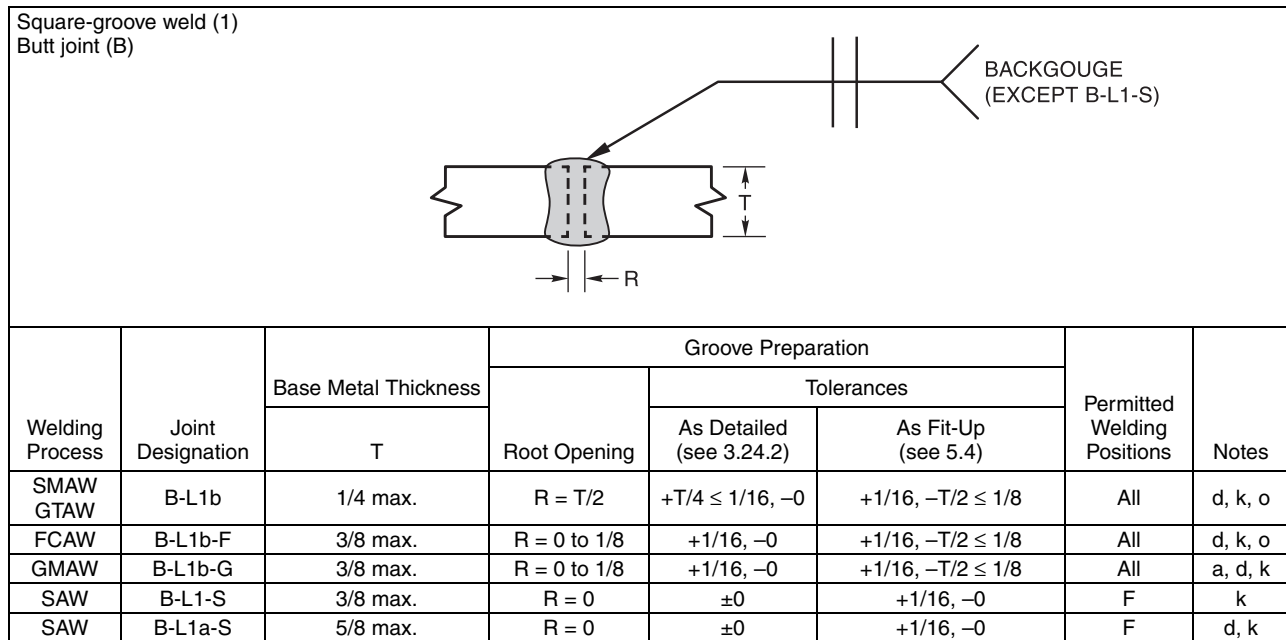 Square-groove weld (1)
Butt joint (B)
BACKGOUGE
(EXCEPT B-L1-S)
T
R
Welding Process Joint Designation Base Metal Thickness Groove Preparation Permitted Welding Positions Notes
Tolerances
T Root Opening As Detailed (see 3.24.2) As Fit-Up (see 5.4)
SMAW GTAW B-L1b 1/4 max. R = T/2 +T/4 ≤ 1/16, –0 +1/16, –T/2 ≤ 1/8 All d, k, o
FCAW B-L1b-F 3/8 max. R = 0 to 1/8 +1/16, –0 +1/16, –T/2 ≤ 1/8 All d, k, o
GMAW B-L1b-G 3/8 max. R = 0 to 1/8 +1/16, –0 +1/16, –T/2 ≤ 1/8 All a, d, k
SAW B-L1-S 3/8 max. R = 0 ±0 +1/16, –0 F k
SAW B-L1a-S 5/8 max. R = 0 ±0 +1/16, –0 F d, k